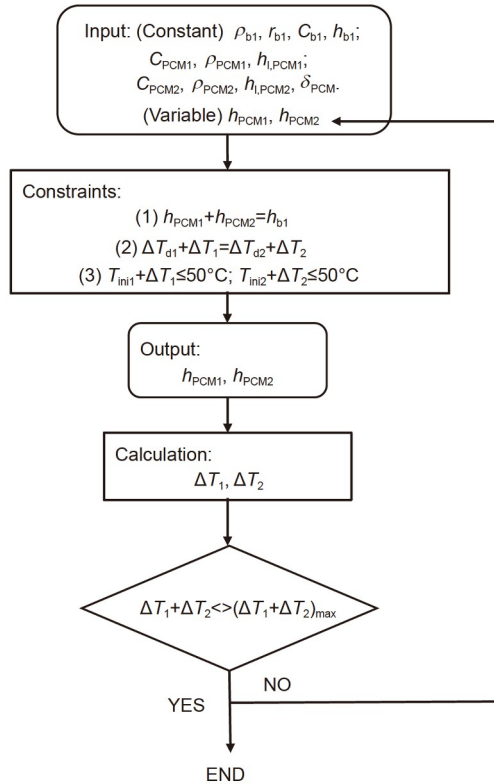 Input: (Constant) ρb1, rb1, Cb1, hb1;
CPCM1, ρPCM1, hl,PCM1;
CPCM2, ρPCM2, hl,PCM2, δPCM.
(Variable) hPCM1, hPCM2
Constraints:
(1) hPCM1+hPCM2=hb1
(2) ΔTd1+ΔT1=ΔTd2+ΔT2
(3) Tini1+ΔT1≤50°C; Tini2+ΔT2≤50°C
Output:
hPCM1, hPCM2
Calculation:
ΔT1, ΔT2
ΔT1+ΔT2<>(ΔT1+ΔT2)max
NO
YES
END